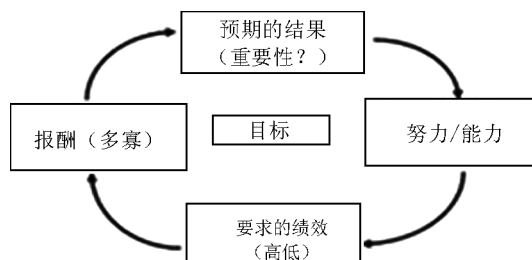 预期的结果
（重要性？）
报酬（多寡）
目标
努力/能力
要求的绩效
（高低）